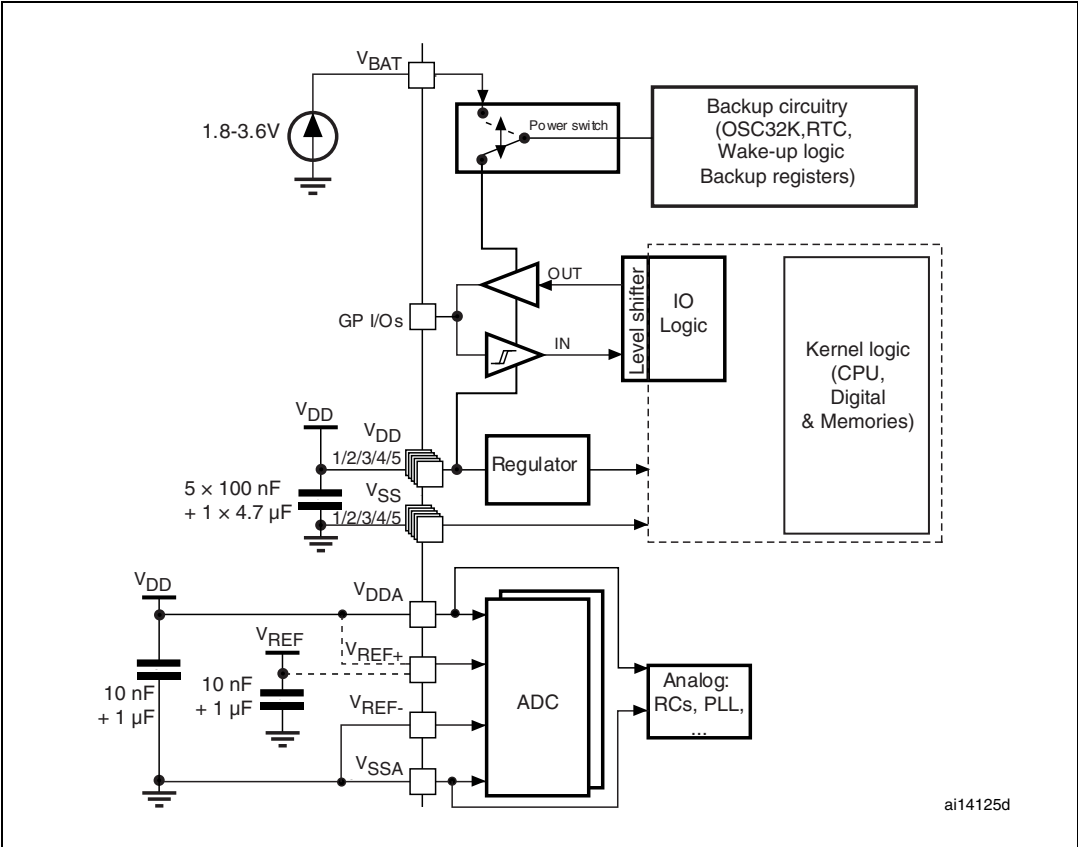 VBAT
1.8-3.6V
Power switch
Backup circuitry
(OSC32K,RTC,
Wake-up logic
Backup registers)
OUT
GP I/Os
IN
Level shifter
IO
Logic
Kernel logic
(CPU,
Digital
& Memories)
VDD
VDD
1/2/3/4/5
Regulator
5 × 100 nF
+ 1 × 4.7 µF
VSS
1/2/3/4/5
VDD
VDDA
VREF
VREF+
10 nF
+ 1 µF
10 nF
+ 1 µF
VREF-
ADC
Analog:
RCs, PLL,
...
VSSA
ai14125d